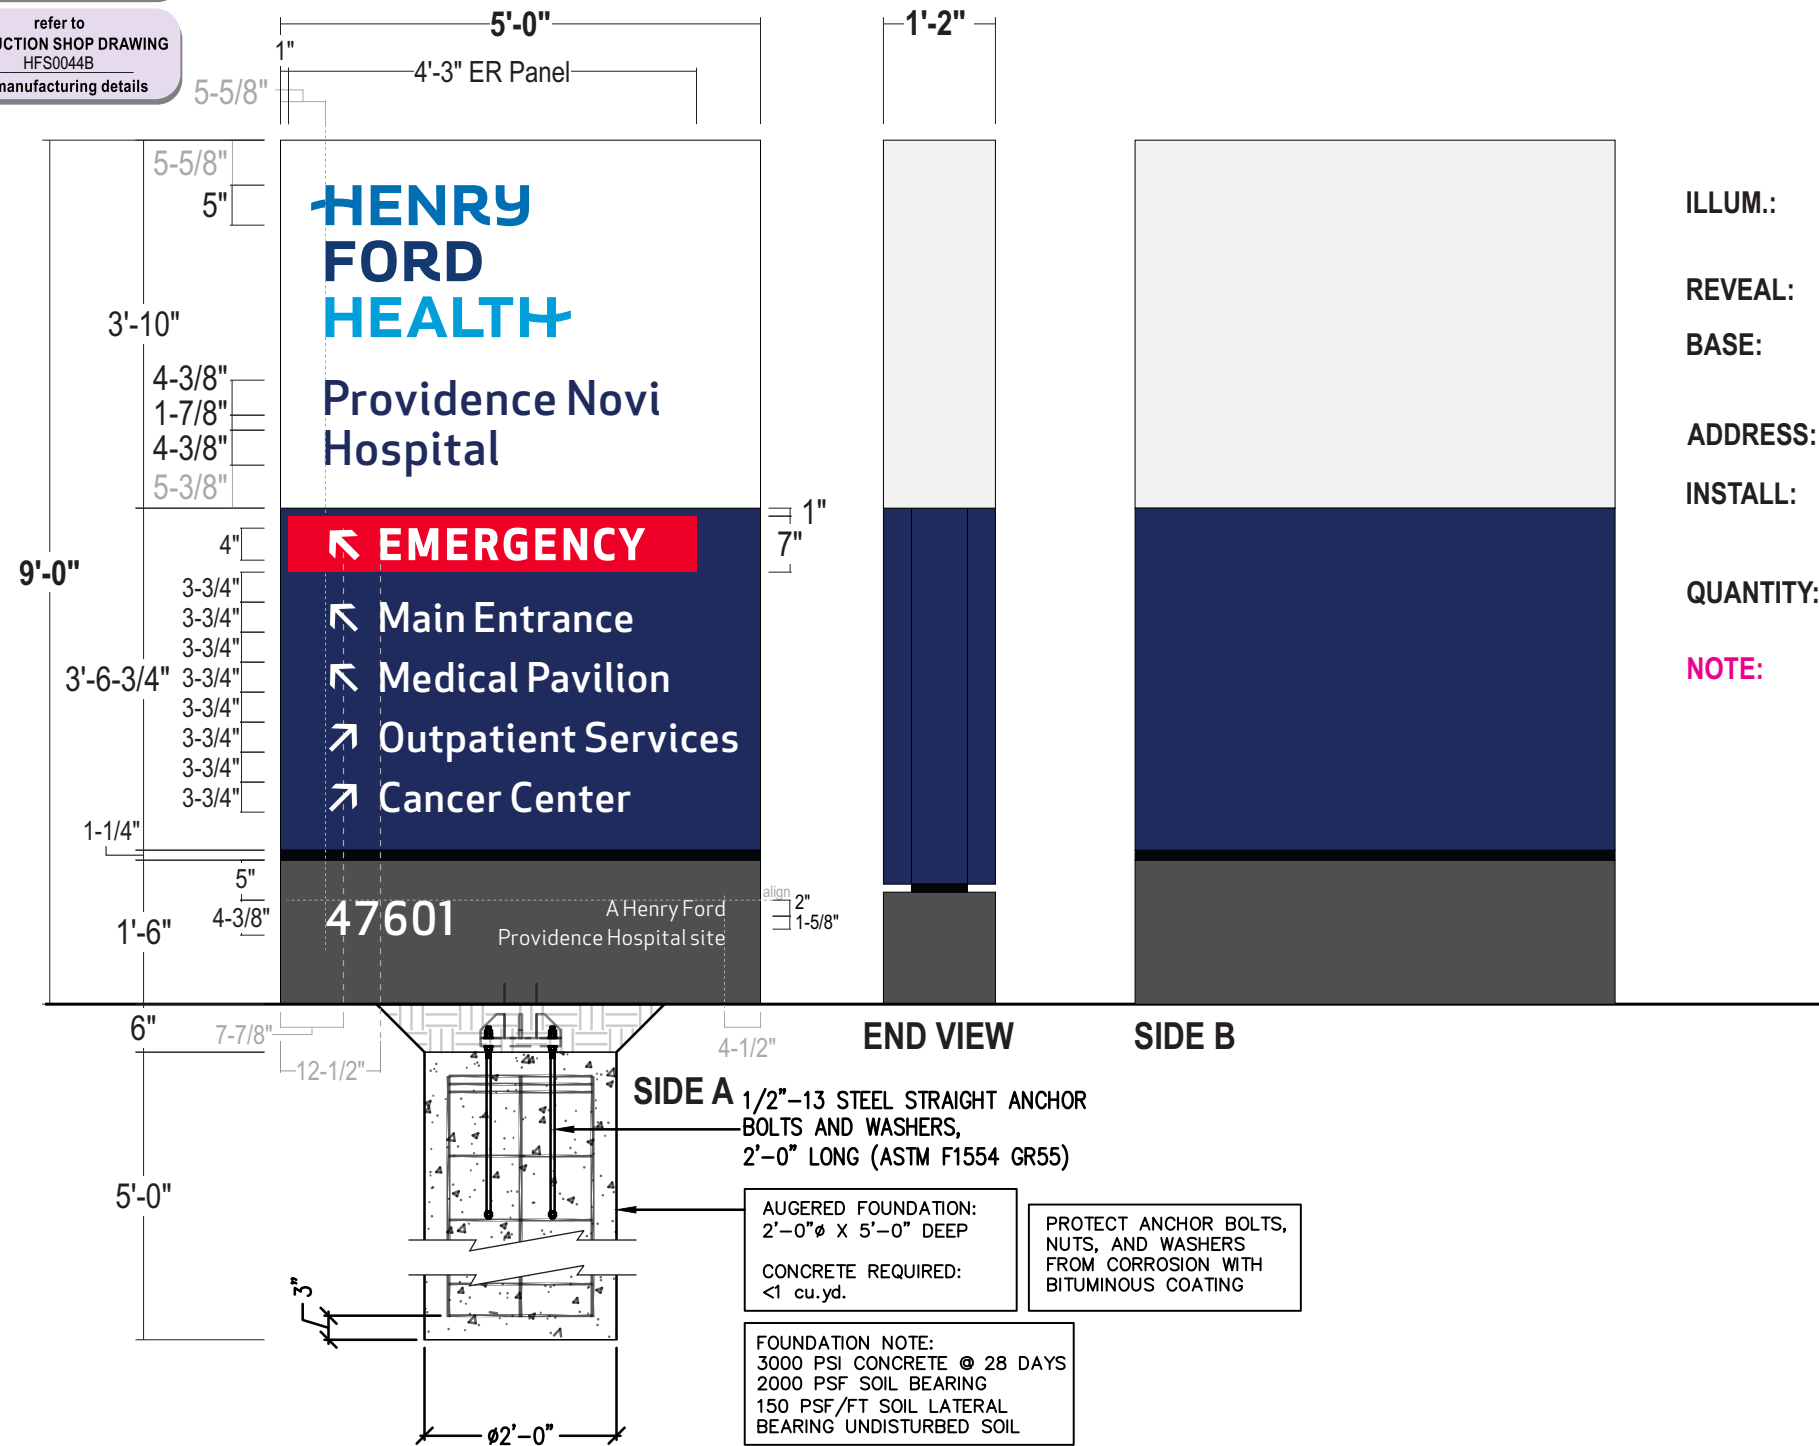 refer to
UCTION SHOP DRAWING
HFS0044B
manufacturing details
5'-0"
1'-2"
1"
4'-3" ER Panel
5-5/8"
5-5/8"
5"
3'-10"
4-3/8"
1-7/8"
4-3/8"
5-3/8"
HENRY
FORD
HEALTH
Providence Novi
Hospital
1"
7"
4"
9'-0"
3-3/4"
3-3/4"
3-3/4"
3-3/4"
3-3/4"
3-3/4"
3-3/4"
3-3/4"
3'-6-3/4"
EMERGENCY
Main Entrance
Medical Pavilion
Outpatient Services
Cancer Center
1-1/4"
5"
4-3/8"
1'-6"
47601
A Henry Ford
Providence Hospital site
align
2"
1-5/8"
6"
7-7/8"
12-1/2"
4-1/2"
END VIEW
SIDE B
SIDE A
1/2"-13 STEEL STRAIGHT ANCHOR
BOLTS AND WASHERS,
2'-0" LONG (ASTM F1554 GR55)
5'-0"
AUGERED FOUNDATION:
2'-0"ø X 5'-0" DEEP
CONCRETE REQUIRED:
<1 cu.yd.
PROTECT ANCHOR BOLTS,
NUTS, AND WASHERS
FROM CORROSION WITH
BITUMINOUS COATING
3"
FOUNDATION NOTE:
3000 PSI CONCRETE @ 28 DAYS
2000 PSF SOIL BEARING
150 PSF/FT SOIL LATERAL
BEARING UNDISTURBED SOIL
ø2'-0"
ILLUM.:
REVEAL:
BASE:
ADDRESS:
INSTALL:
QUANTITY:
NOTE: